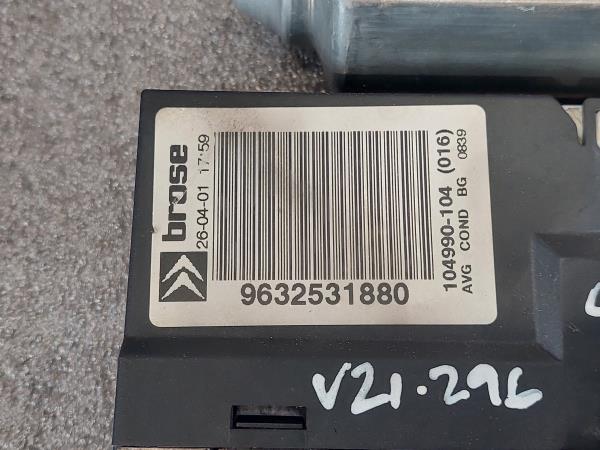 brose
26-04-01 17:59
104990-104 (016)
AVG COND BG 0839
9632531880
V21.296